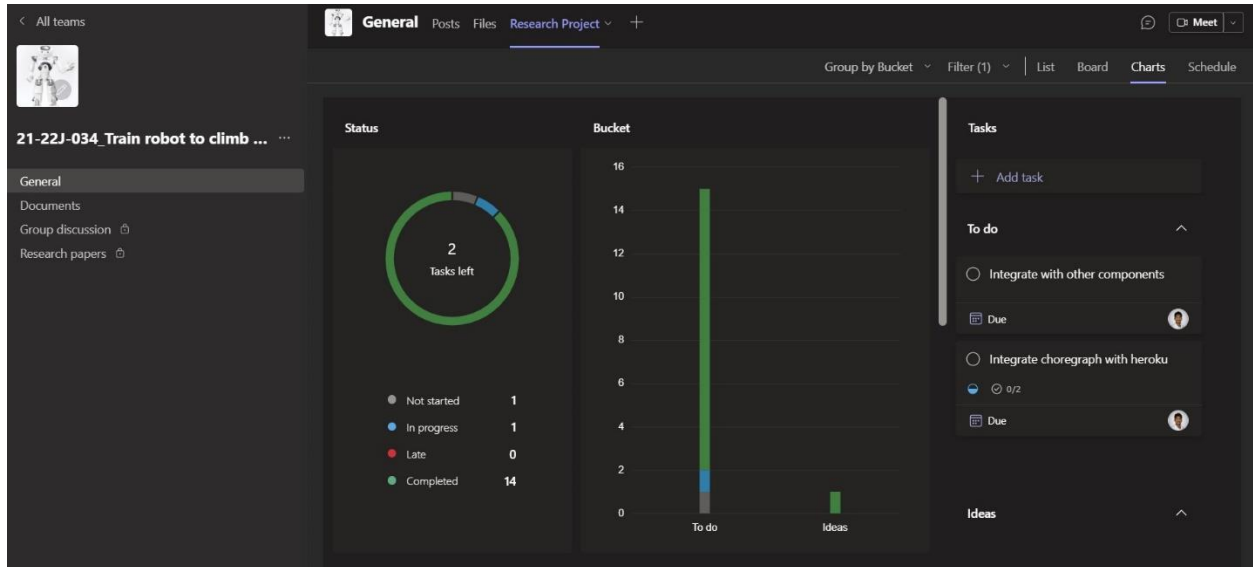 All teams
21-22J-034_Train robot to climb ...
General
Documents
Group discussion
Research papers
General Posts Files Research Project
Meet
Group by Bucket Filter (1) List Board Charts Schedule
Status
2
Tasks left
Not started 1
In progress 1
Late 0
Completed 14
Bucket
16
14
12
10
8
6
4
2
0
To do Ideas
Tasks
+ Add task
To do
Integrate with other components
Due
Integrate choregraph with heroku
0/2
Due
Ideas